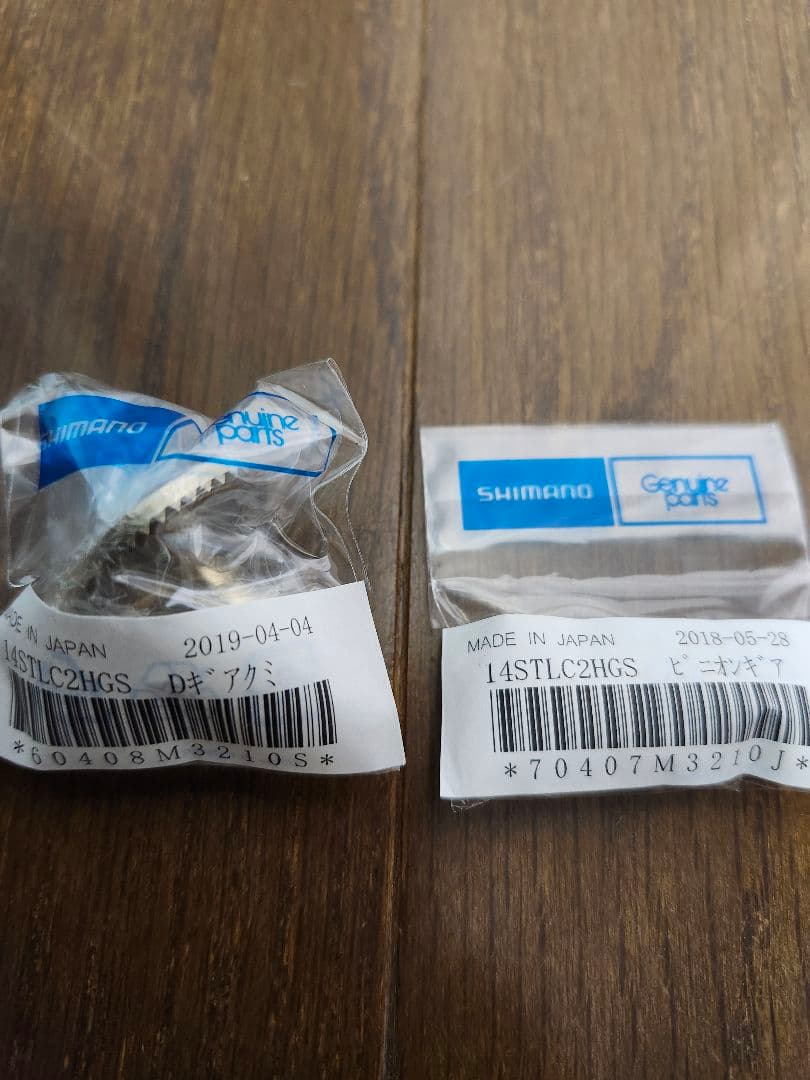 SHIMANO
Genuine
parts
MADE IN JAPAN 2019-04-04
14STLC2HGS Dｷﾞｱｸﾐ
*60408M3210S*
SHIMANO
Genuine
parts
MADE IN JAPAN 2018-05-28
14STLC2HGS ﾋﾟﾆｵﾝｷﾞｱ
*70407M3210J*